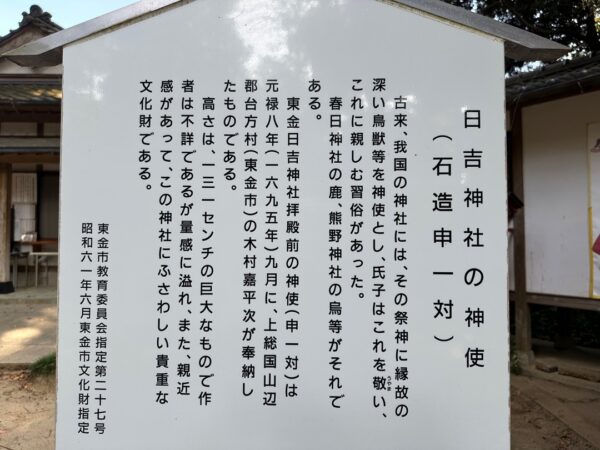 日吉神社の神使
（石造申一対）
古来、我国の神社には、その祭神に縁故の
深い鳥獣等を神使とし、氏子はこれを敬い、
これに親しむ習俗があった。
春日神社の鹿、熊野神社の烏等がそれで
ある。
東金日吉神社拝殿前の神使（申一対）は
元禄八年（一六九五年）九月に、上総国山辺
郡台方村（東金市）の木村嘉平次が奉納し
たものである。
高さは、一三一センチの巨大なもので作
者は不詳であるが量感に溢れ、また、親近
感があって、この神社にふさわしい貴重な
文化財である。
東金市教育委員会指定第二十七号
昭和六一年六月東金市文化財指定